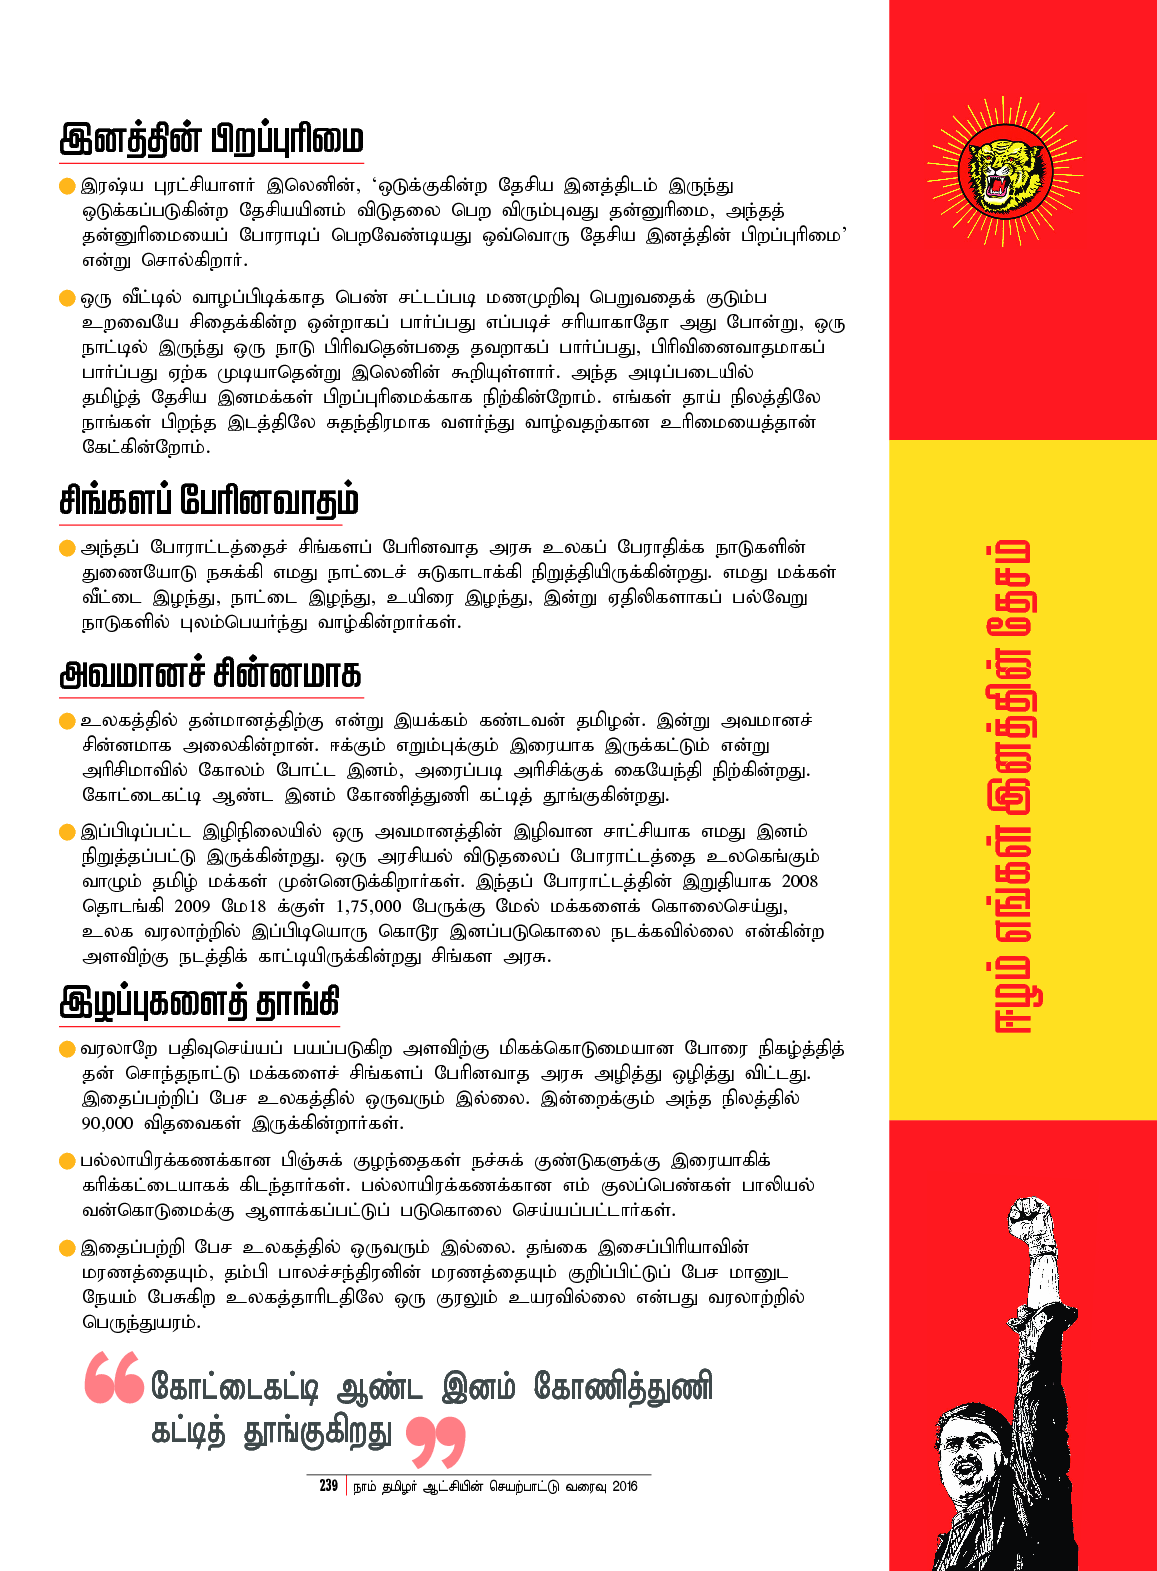 இனத்தின் பிறப்புரிமை
இரஷ்ய புரட்சியாளர் இலெனின், ‘ஒடுக்குகின்ற தேசிய இனத்திடம் இருந்து
ஒடுக்கப்படுகின்ற தேசியயினம் விடுதலை பெற விரும்புவது தன்னுரிமை, அந்தத்
தன்னுரிமையைப் போராடிப் பெறவேண்டியது ஒவ்வொரு தேசிய இனத்தின் பிறப்புரிமை’
என்று சொல்கிறார்.
ஒரு வீட்டில் வாழப்பிடிக்காத பெண் சட்டப்படி மணமுறிவு பெறுவதைக் குடும்ப
உறவையே சிதைக்கின்ற ஒன்றாகப் பார்ப்பது எப்படிச் சரியாகாதோ அது போன்று, ஒரு
நாட்டில் இருந்து ஒரு நாடு பிரிவதென்பதை தவறாகப் பார்ப்பது, பிரிவினைவாதமாகப்
பார்ப்பது ஏற்க முடியாதென்று இலெனின் கூறியுள்ளார். அந்த அடிப்படையில்
தமிழ்த் தேசிய இனமக்கள் பிறப்புரிமைக்காக நிற்கின்றோம். எங்கள் தாய் நிலத்திலே
நாங்கள் பிறந்த இடத்திலே சுதந்திரமாக வளர்ந்து வாழ்வதற்கான உரிமையைத்தான்
கேட்கின்றோம்.
சிங்களப் பேரினவாதம்
அந்தப் போராட்டத்தைச் சிங்களப் பேரினவாத அரசு உலகப் பேராதிக்க நாடுகளின்
துணையோடு நசுக்கி எமது நாட்டைச் சுடுகாடாக்கி நிறுத்தியிருக்கின்றது. எமது மக்கள்
வீட்டை இழந்து, நாட்டை இழந்து, உயிரை இழந்து, இன்று ஏதிலிகளாகப் பல்வேறு
நாடுகளில் புலம்பெயர்ந்து வாழ்கின்றார்கள்.
அவமானச் சின்னமாக
உலகத்தில் தன்மானத்திற்கு என்று இயக்கம் கண்டவன் தமிழன். இன்று அவமானச்
சின்னமாக அலைகின்றான். ஈக்கும் எறும்புக்கும் இரையாக இருக்கட்டும் என்று
அரிசிமாவில் கோலம் போட்ட இனம், அரைப்படி அரிசிக்குக் கையேந்தி நிற்கின்றது.
கோட்டைகட்டி ஆண்ட இனம் கோணித்துணி கட்டித் தூங்குகின்றது.
இப்பிடிப்பட்ட இழிநிலையில் ஒரு அவமானத்தின் இழிவான சாட்சியாக எமது இனம்
நிறுத்தப்பட்டு இருக்கின்றது. ஒரு அரசியல் விடுதலைப் போராட்டத்தை உலகெங்கும்
வாழும் தமிழ் மக்கள் முன்னெடுக்கிறார்கள். இந்தப் போராட்டத்தின் இறுதியாக 2008
தொடங்கி 2009 மே18 க்குள் 1,75,000 பேருக்கு மேல் மக்களைக் கொலைசெய்து,
உலக வரலாற்றில் இப்பிடியொரு கொடூர இனப்படுகொலை நடக்கவில்லை என்கின்ற
அளவிற்கு நடத்திக் காட்டியிருக்கின்றது சிங்கள அரசு.
இழப்புகளைத் தாங்கி
வரலாறே பதிவுசெய்யப் பயப்படுகிற அளவிற்கு மிகக்கொடுமையான போரை நிகழ்த்தித்
தன் சொந்தநாட்டு மக்களைச் சிங்களப் பேரினவாத அரசு அழித்து ஒழித்து விட்டது.
இதைப்பற்றிப் பேச உலகத்தில் ஒருவரும் இல்லை. இன்றைக்கும் அந்த நிலத்தில்
90,000 விதவைகள் இருக்கின்றார்கள்.
பல்லாயிரக்கணக்கான பிஞ்சுக் குழந்தைகள் நச்சுக் குண்டுகளுக்கு இரையாகிக்
கரிக்கட்டையாகக் கிடந்தார்கள். பல்லாயிரக்கணக்கான எம் குலப்பெண்கள் பாலியல்
வன்கொடுமைக்கு ஆளாக்கப்பட்டுப் படுகொலை செய்யப்பட்டார்கள்.
இதைப்பற்றி பேச உலகத்தில் ஒருவரும் இல்லை. தங்கை இசைப்பிரியாவின்
மரணத்தையும், தம்பி பாலச்சந்திரனின் மரணத்தையும் குறிப்பிட்டுப் பேச மானுட
நேயம் பேசுகிற உலகத்தாரிடதிலே ஒரு குரலும் உயரவில்லை என்பது வரலாற்றில்
பெருந்துயரம்.
“கோட்டைகட்டி ஆண்ட இனம் கோணித்துணி
கட்டித் தூங்குகிறது”
239 நாம் தமிழர் ஆட்சியின் செயற்பாட்டு வரைவு 2016
ஈழம் எங்கள் இனத்தின் தேசம்